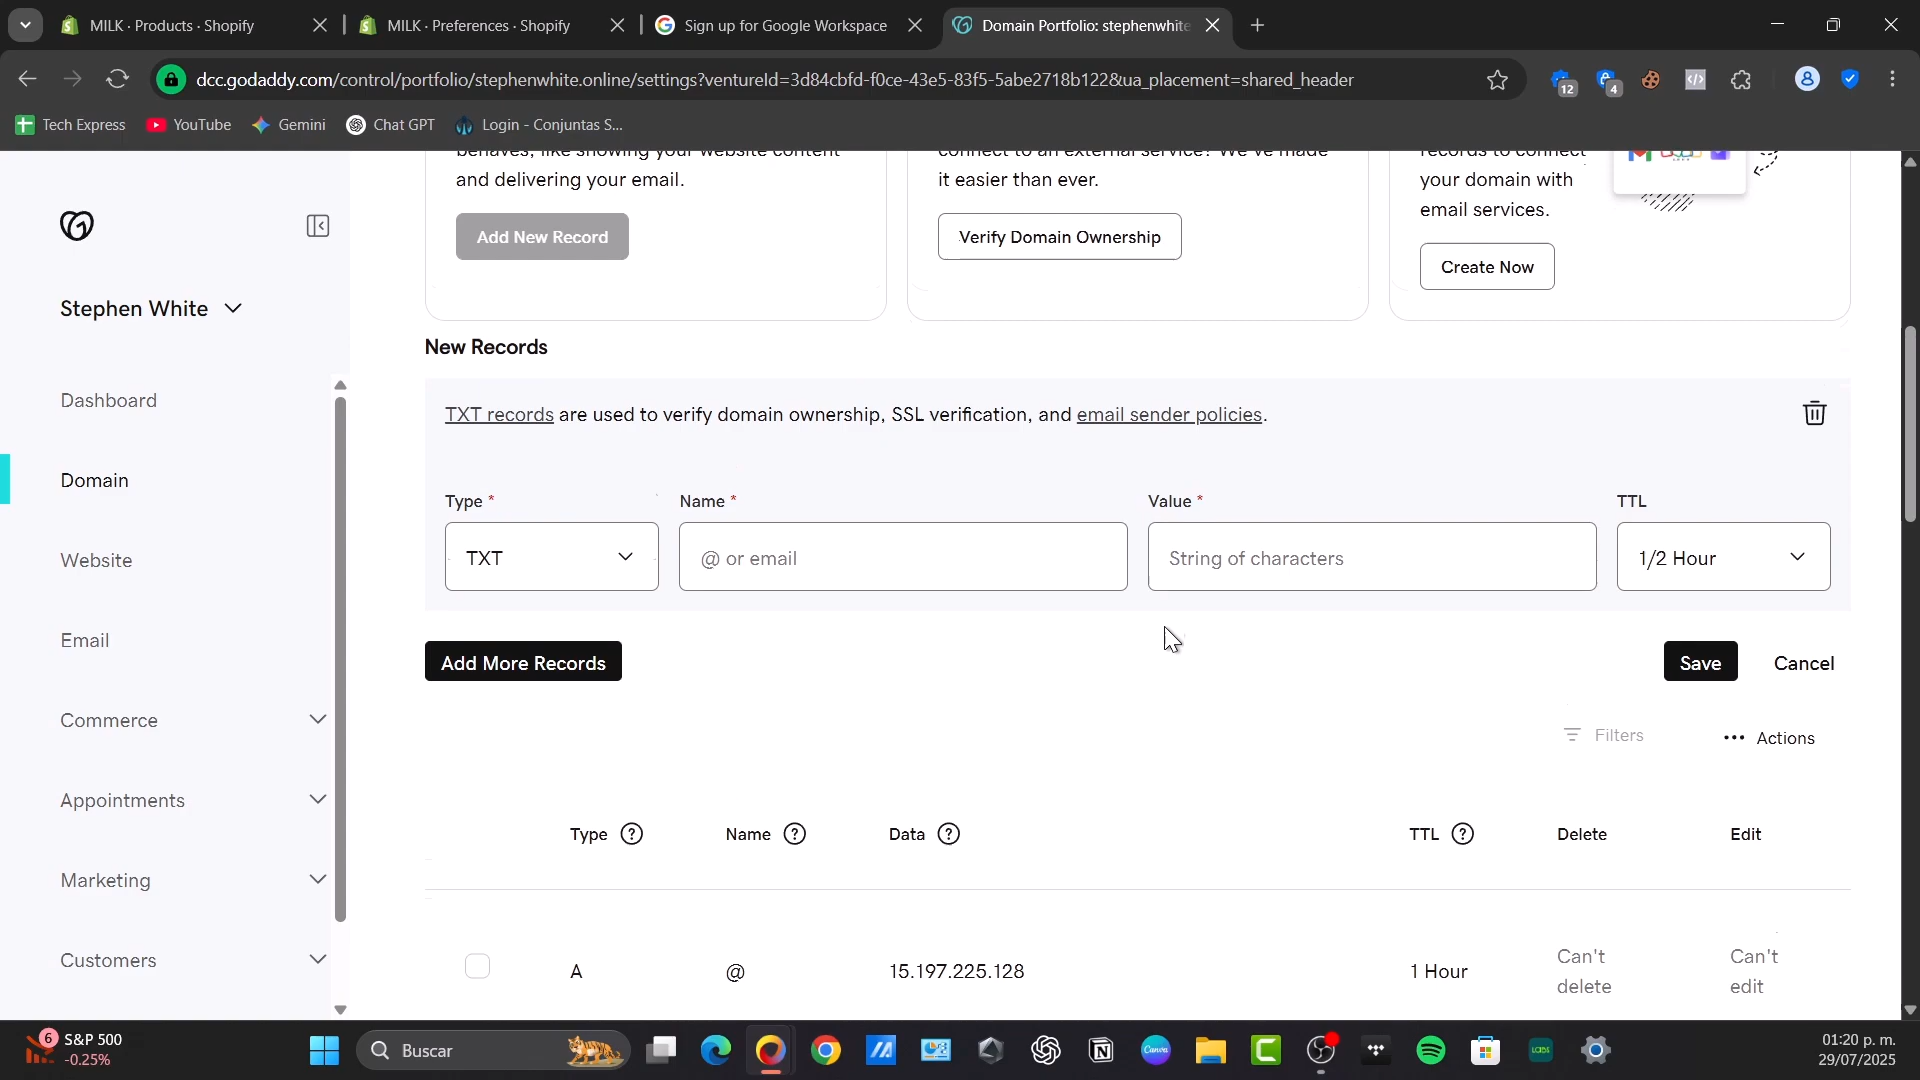 MILK · Products · Shopify
MILK · Preferences · Shopify
Sign up for Google Workspace
Domain Portfolio: stephenwhite
dcc.godaddy.com/control/portfolio/stephenwhite.online/settings?ventureId=3d84cbfd-f0ce-43e5-83f5-5abe2718b122&ua_placement=shared_header
12
4
Tech Express
YouTube
Gemini
Chat GPT
Login - Conjuntas S...
behaves, like showing your website content
and delivering your email.
Add New Record
connect to an external service? We've made
it easier than ever.
Verify Domain Ownership
records to connect
your domain with
email services.
Create Now
Stephen White
Dashboard
Domain
Website
Email
Commerce
Appointments
Marketing
Customers
New Records
TXT records are used to verify domain ownership, SSL verification, and email sender policies.
Type * Name * Value * TTL
TXT @ or email String of characters 1/2 Hour
Add More Records Save Cancel
Filters ••• Actions
Type ? Name ? Data ? TTL ? Delete Edit
A @ 15.197.225.128 1 Hour Can't delete Can't edit
6
S&P 500
-0.25%
Buscar
Canva
LABS
01:20 p. m.
29/07/2025